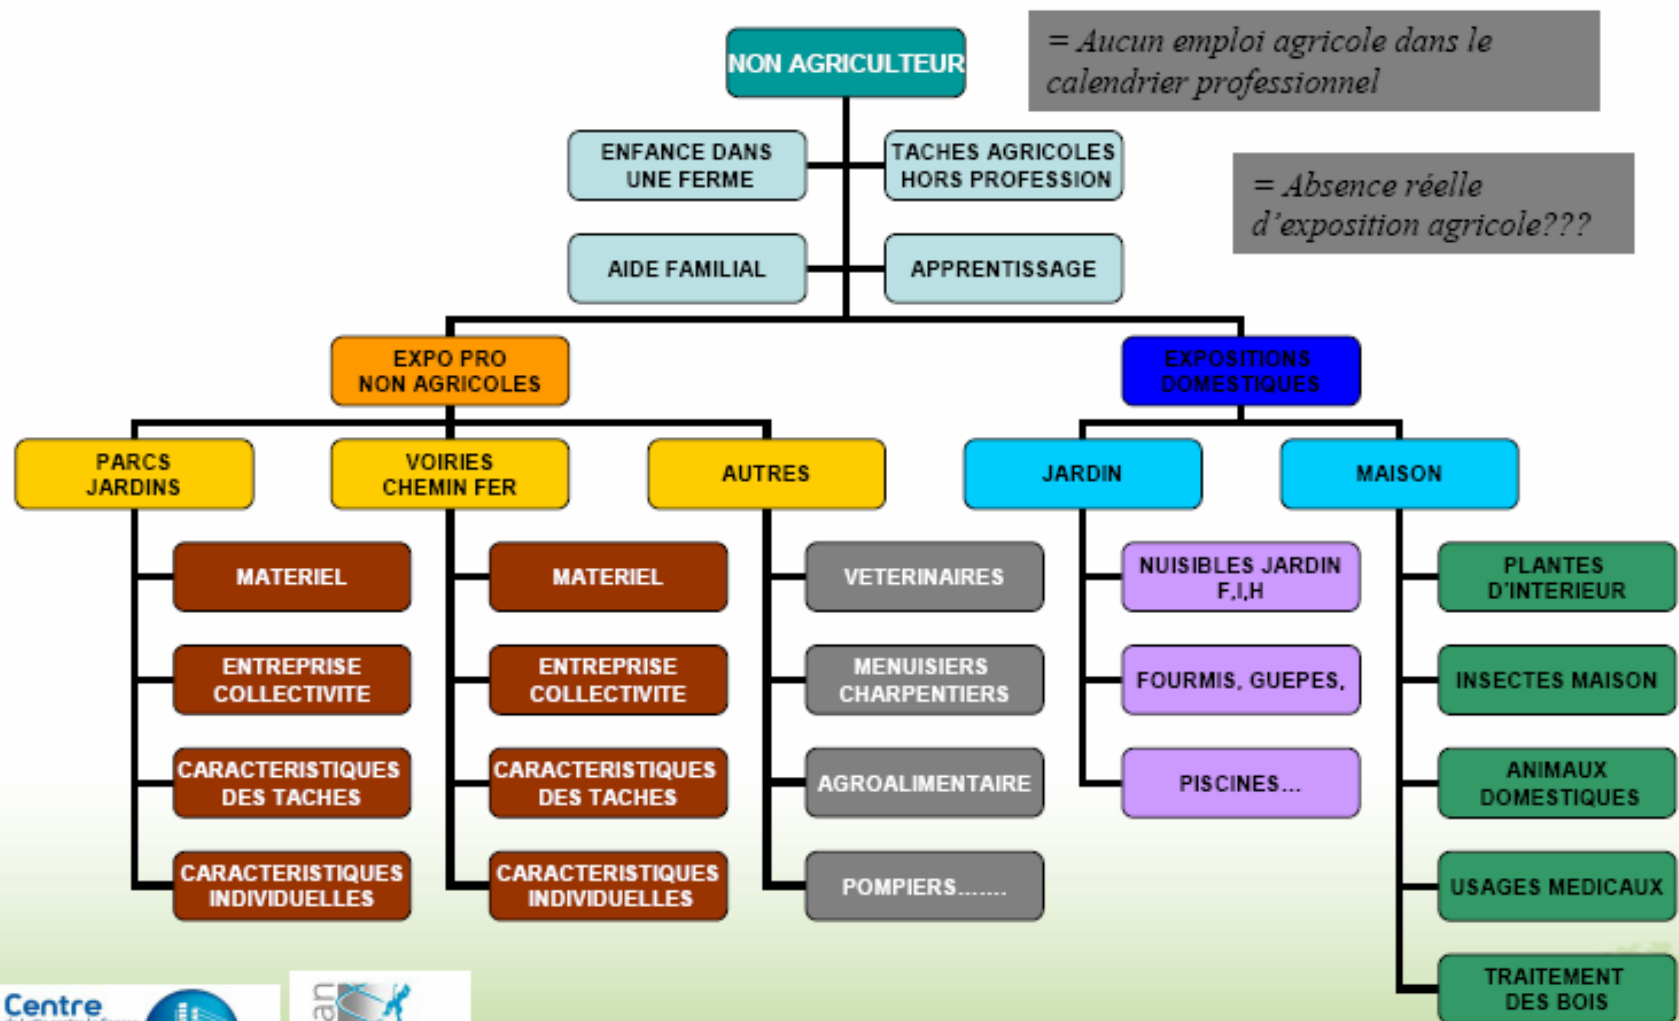 NON AGRICULTEUR
= Aucun emploi agricole dans le
calendrier professionnel
ENFANCE DANS
UNE FERME
TACHES AGRICOLES
HORS PROFESSION
= Absence réelle
d'exposition agricole???
AIDE FAMILIAL
APPRENTISSAGE
EXPO PRO
NON AGRICOLES
EXPOSITIONS
DOMESTIQUES
PARCS
JARDINS
VOIRIES
CHEMIN FER
AUTRES
JARDIN
MAISON
MATERIEL
ENTREPRISE
COLLECTIVITE
CARACTERISTIQUES
DES TACHES
CARACTERISTIQUES
INDIVIDUELLES
MATERIEL
ENTREPRISE
COLLECTIVITE
CARACTERISTIQUES
DES TACHES
CARACTERISTIQUES
INDIVIDUELLES
VETERINAIRES
MENUISIERS
CHARPENTIERS
AGROALIMENTAIRE
POMPIERS.......
NUISIBLES JARDIN
F,I,H
FOURMIS, GUEPES,
PISCINES...
PLANTES
D'INTERIEUR
INSECTES MAISON
ANIMAUX
DOMESTIQUES
USAGES MEDICAUX
TRAITEMENT
DES BOIS
Centre
an